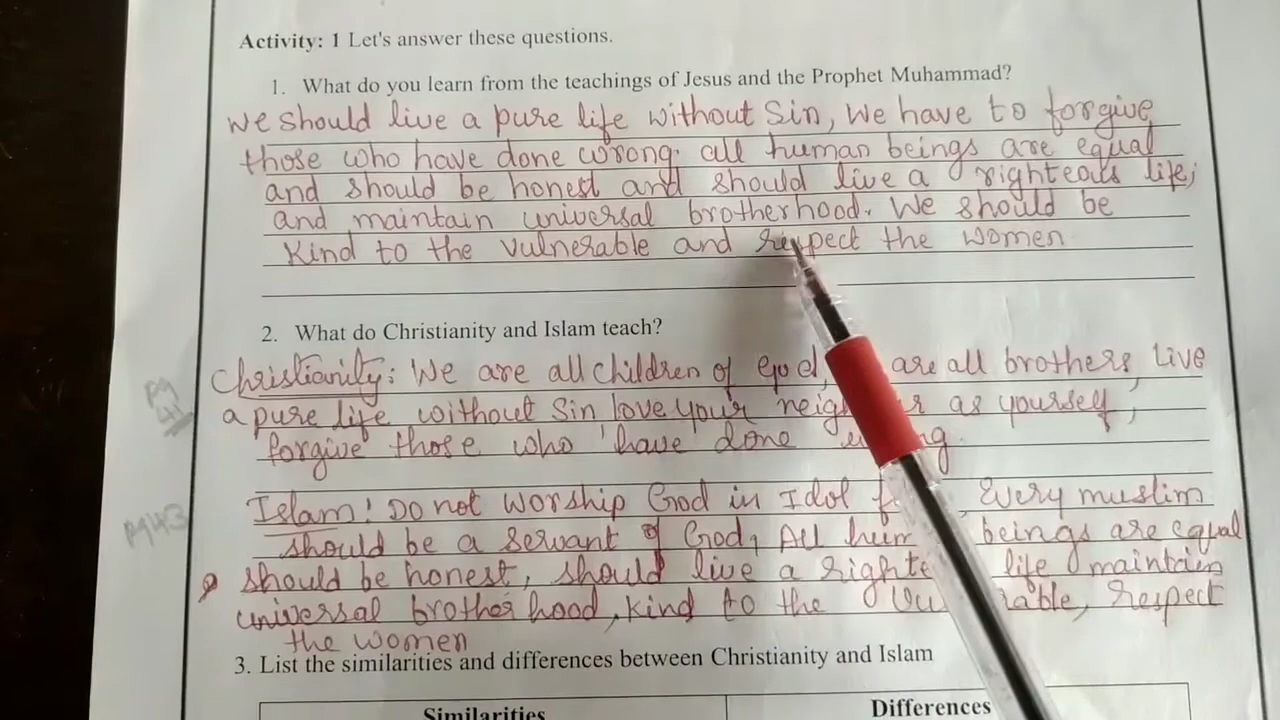 Activity: 1 Let's answer these questions.
1. What do you learn from the teachings of Jesus and the Prophet Muhammad?
We should live a pure life without Sin, we have to forgive
those who have done wrong. all human beings are equal
and should be honest and should live a righteous life,
and maintain universal brotherhood. We should be
Kind to the vulnerable and respect the women
2. What do Christianity and Islam teach?
Christianity: We are all children of God, are all brothers, Live
a pure life without Sin love your as yourself,
forgive those who have done
Pg 41
Islam: Do not worship God in Idol , Every muslim
Pg 43
should be a servant of God, All beings are equal
should be honest, should live a life maintain
universal brotherhood, kind to the , respect
the women
3. List the similarities and differences between Christianity and Islam
Similarities
Differences